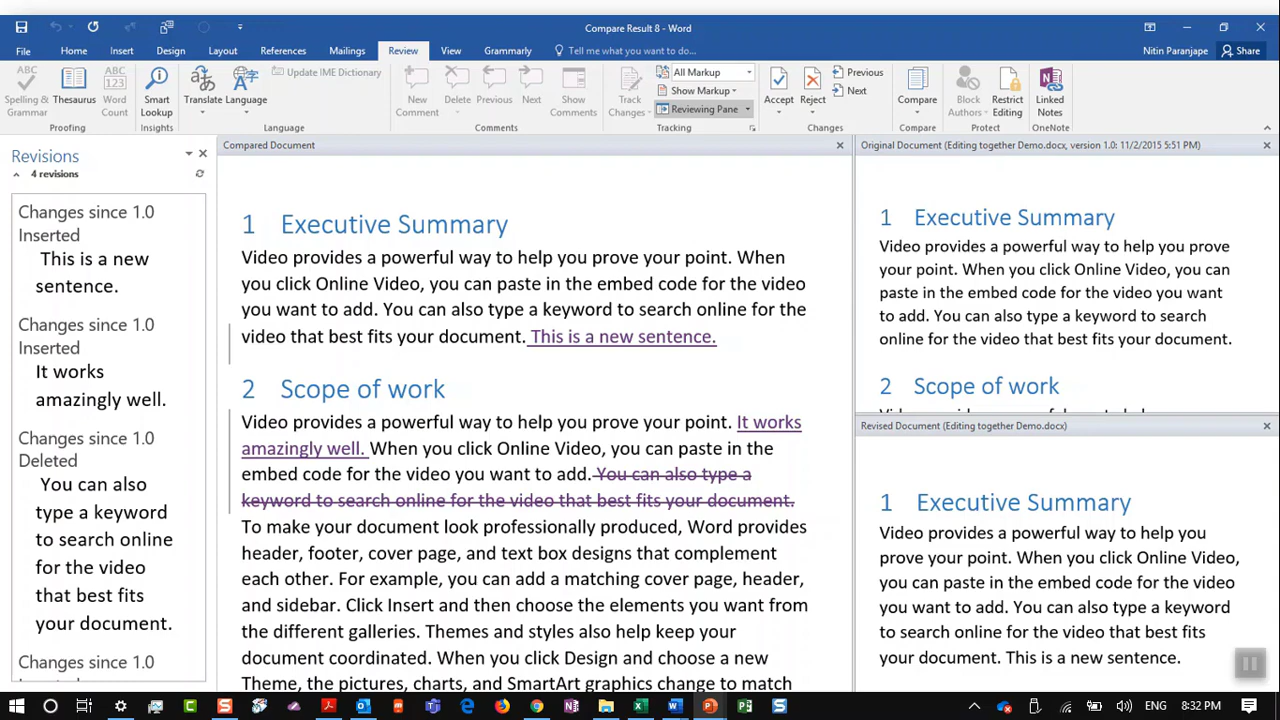 Compare Result 8 - Word
File Home Insert Design Layout References Mailings Review View Grammarly Tell me what you want to do... Nitin Paranjape Share
Spelling & Grammar
Thesaurus
Word Count
Proofing
Smart Lookup
Insights
Translate
Language
Update IME Dictionary
Language
New Comment
Delete
Previous
Next
Show Comments
Comments
Track Changes
All Markup
Show Markup
Reviewing Pane
Tracking
Accept
Reject
Previous
Next
Changes
Compare
Compare
Block Authors
Restrict Editing
Protect
Linked Notes
OneNote
Revisions
4 revisions
Changes since 1.0
Inserted
This is a new
sentence.
Changes since 1.0
Inserted
It works
amazingly well.
Changes since 1.0
Deleted
You can also
type a keyword
to search online
for the video
that best fits
your document.
Changes since 1.0
Compared Document
1 Executive Summary
Video provides a powerful way to help you prove your point. When
you click Online Video, you can paste in the embed code for the video
you want to add. You can also type a keyword to search online for the
video that best fits your document. This is a new sentence.
2 Scope of work
Video provides a powerful way to help you prove your point. It works
amazingly well. When you click Online Video, you can paste in the
embed code for the video you want to add. You can also type a
keyword to search online for the video that best fits your document.
To make your document look professionally produced, Word provides
header, footer, cover page, and text box designs that complement
each other. For example, you can add a matching cover page, header,
and sidebar. Click Insert and then choose the elements you want from
the different galleries. Themes and styles also help keep your
document coordinated. When you click Design and choose a new
Theme, the pictures, charts, and SmartArt graphics change to match
Original Document (Editing together Demo.docx, version 1.0: 11/2/2015 5:51 PM)
1 Executive Summary
Video provides a powerful way to help you prove
your point. When you click Online Video, you can
paste in the embed code for the video you want
to add. You can also type a keyword to search
online for the video that best fits your document.
2 Scope of work
Revised Document (Editing together Demo.docx)
1 Executive Summary
Video provides a powerful way to help you
prove your point. When you click Online Video,
you can paste in the embed code for the video
you want to add. You can also type a keyword
to search online for the video that best fits
your document. This is a new sentence.
ENG 8:32 PM